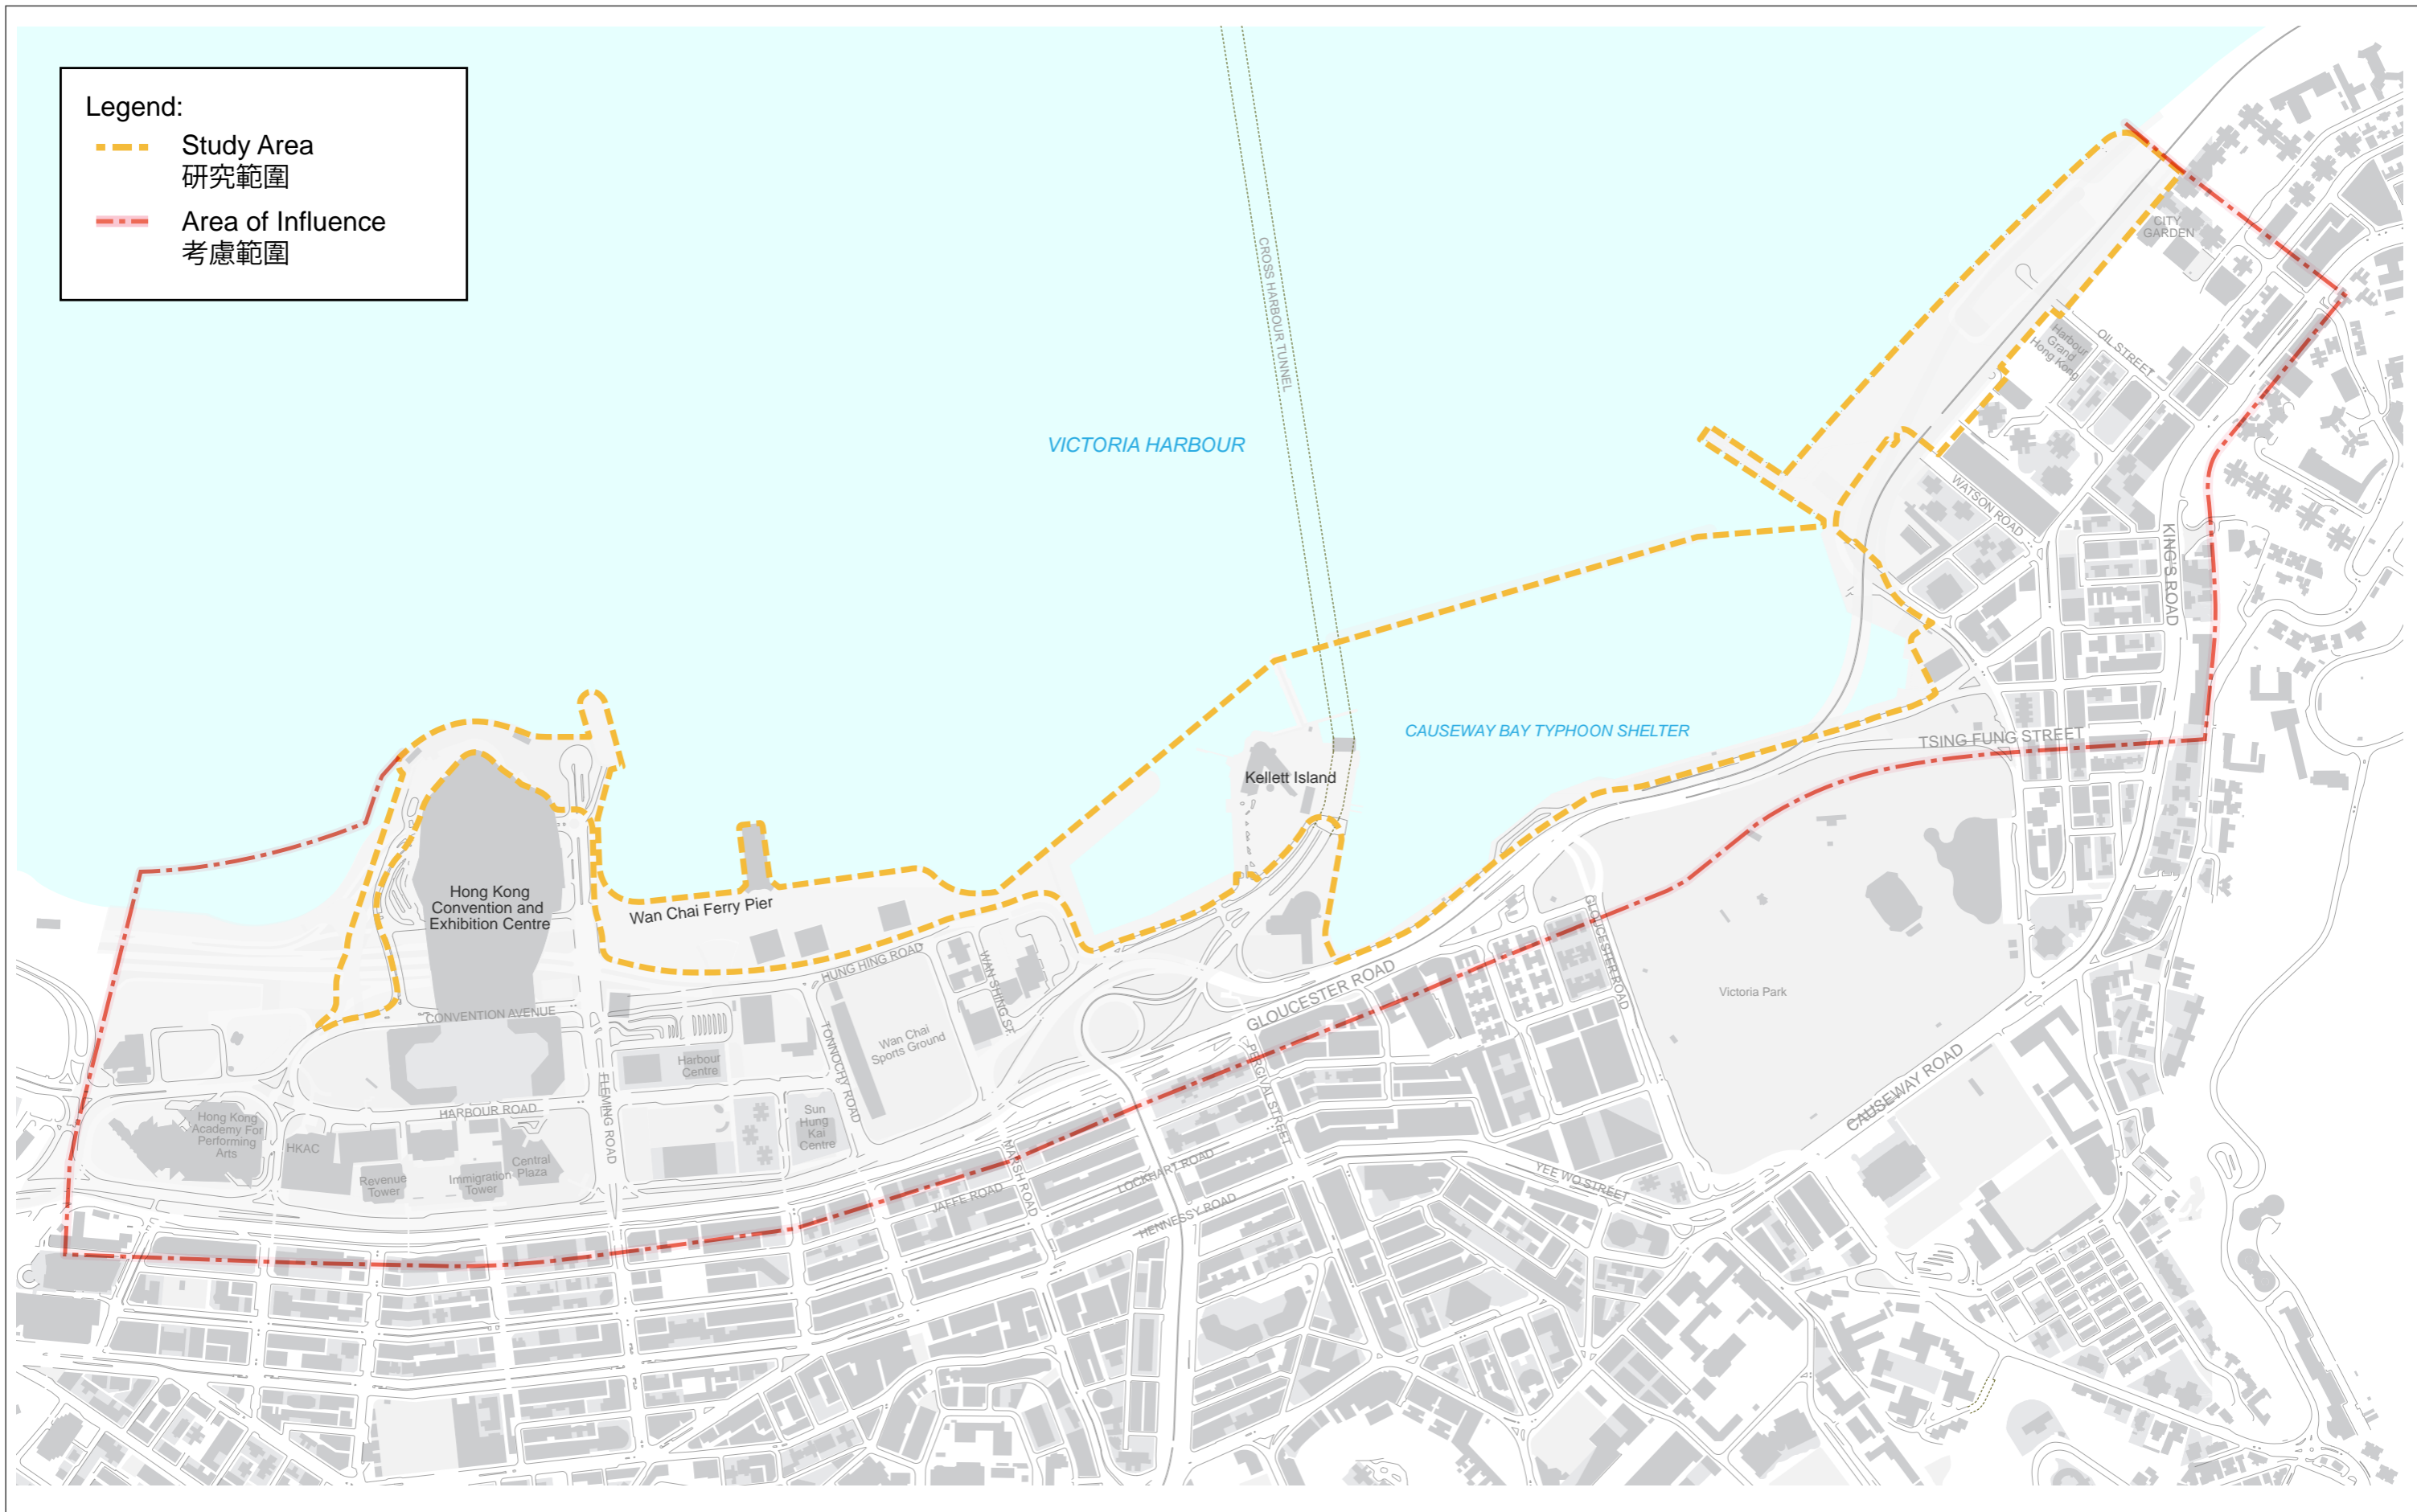 Legend:
Study Area
研究範圍
Area of Influence
考慮範圍
CROSS HARBOUR TUNNEL
VICTORIA HARBOUR
CITY
GARDEN
Harbour
Grand
Hong Kong
OIL STREET
WATSON ROAD
KING'S ROAD
CAUSEWAY BAY TYPHOON SHELTER
TSING FUNG STREET
Kellett Island
Hong Kong
Convention and
Exhibition Centre
Wan Chai Ferry Pier
HUNG HING ROAD
WAN SHING ST.
GLOUCESTER ROAD
GLOUCESTER ROAD
Victoria Park
CONVENTION AVENUE
TONNOCHY ROAD
Wan Chai
Sports Ground
Harbour
Centre
PERCIVAL STREET
CAUSEWAY ROAD
FLEMING ROAD
HARBOUR ROAD
Hong Kong
Academy For
Performing
Arts
HKAC
Sun
Hung
Kai
Centre
Revenue
Tower
Immigration
Tower
Central
Plaza
MARSH ROAD
JAFFE ROAD
LOCKHART ROAD
HENNESSY ROAD
YEE WO STREET